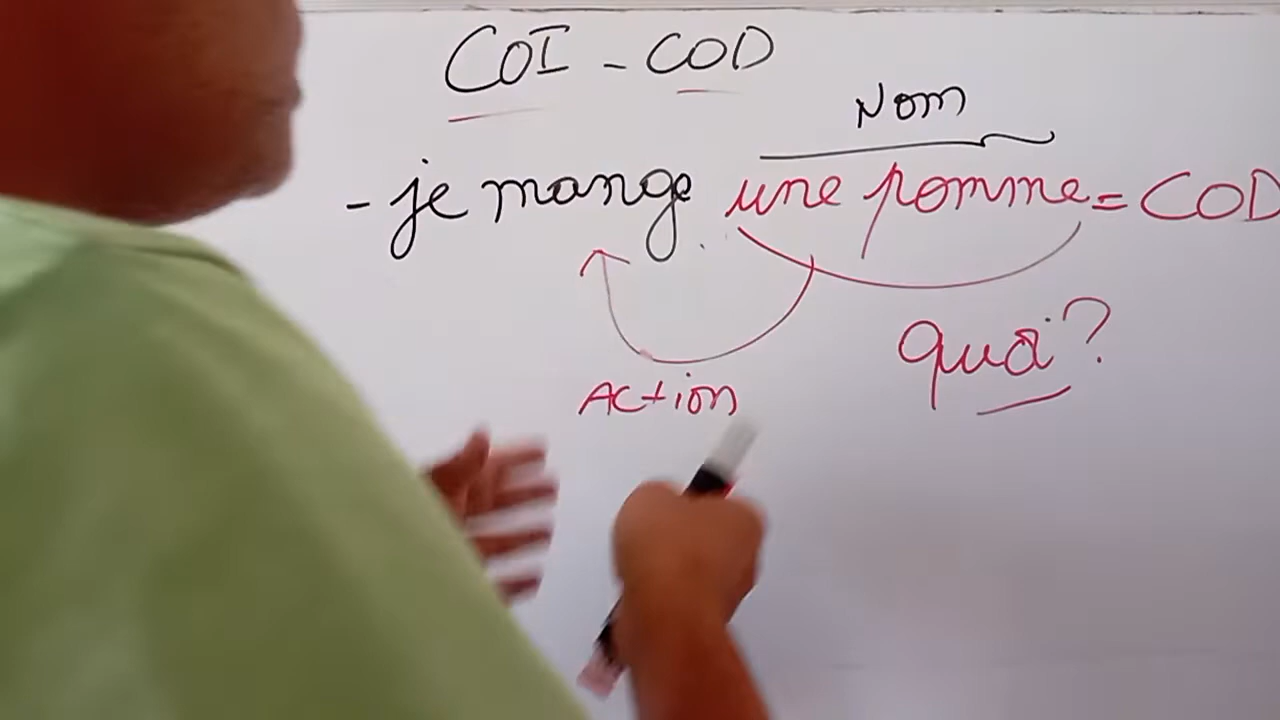 COI - COD
Nom
- je mange une pomme = COD
quoi ?
Action